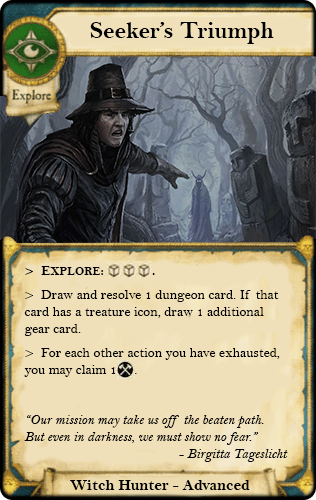 Seeker's Triumph
Explore
> EXPLORE: .
> Draw and resolve 1 dungeon card. If that
card has a treasure icon, draw 1 additional
gear card.
> For each other action you have exhausted,
you may claim 1 .
“Our mission may take us off the beaten path.
But even in darkness, we must show no fear.”
- Birgitta Tageslicht
Witch Hunter - Advanced